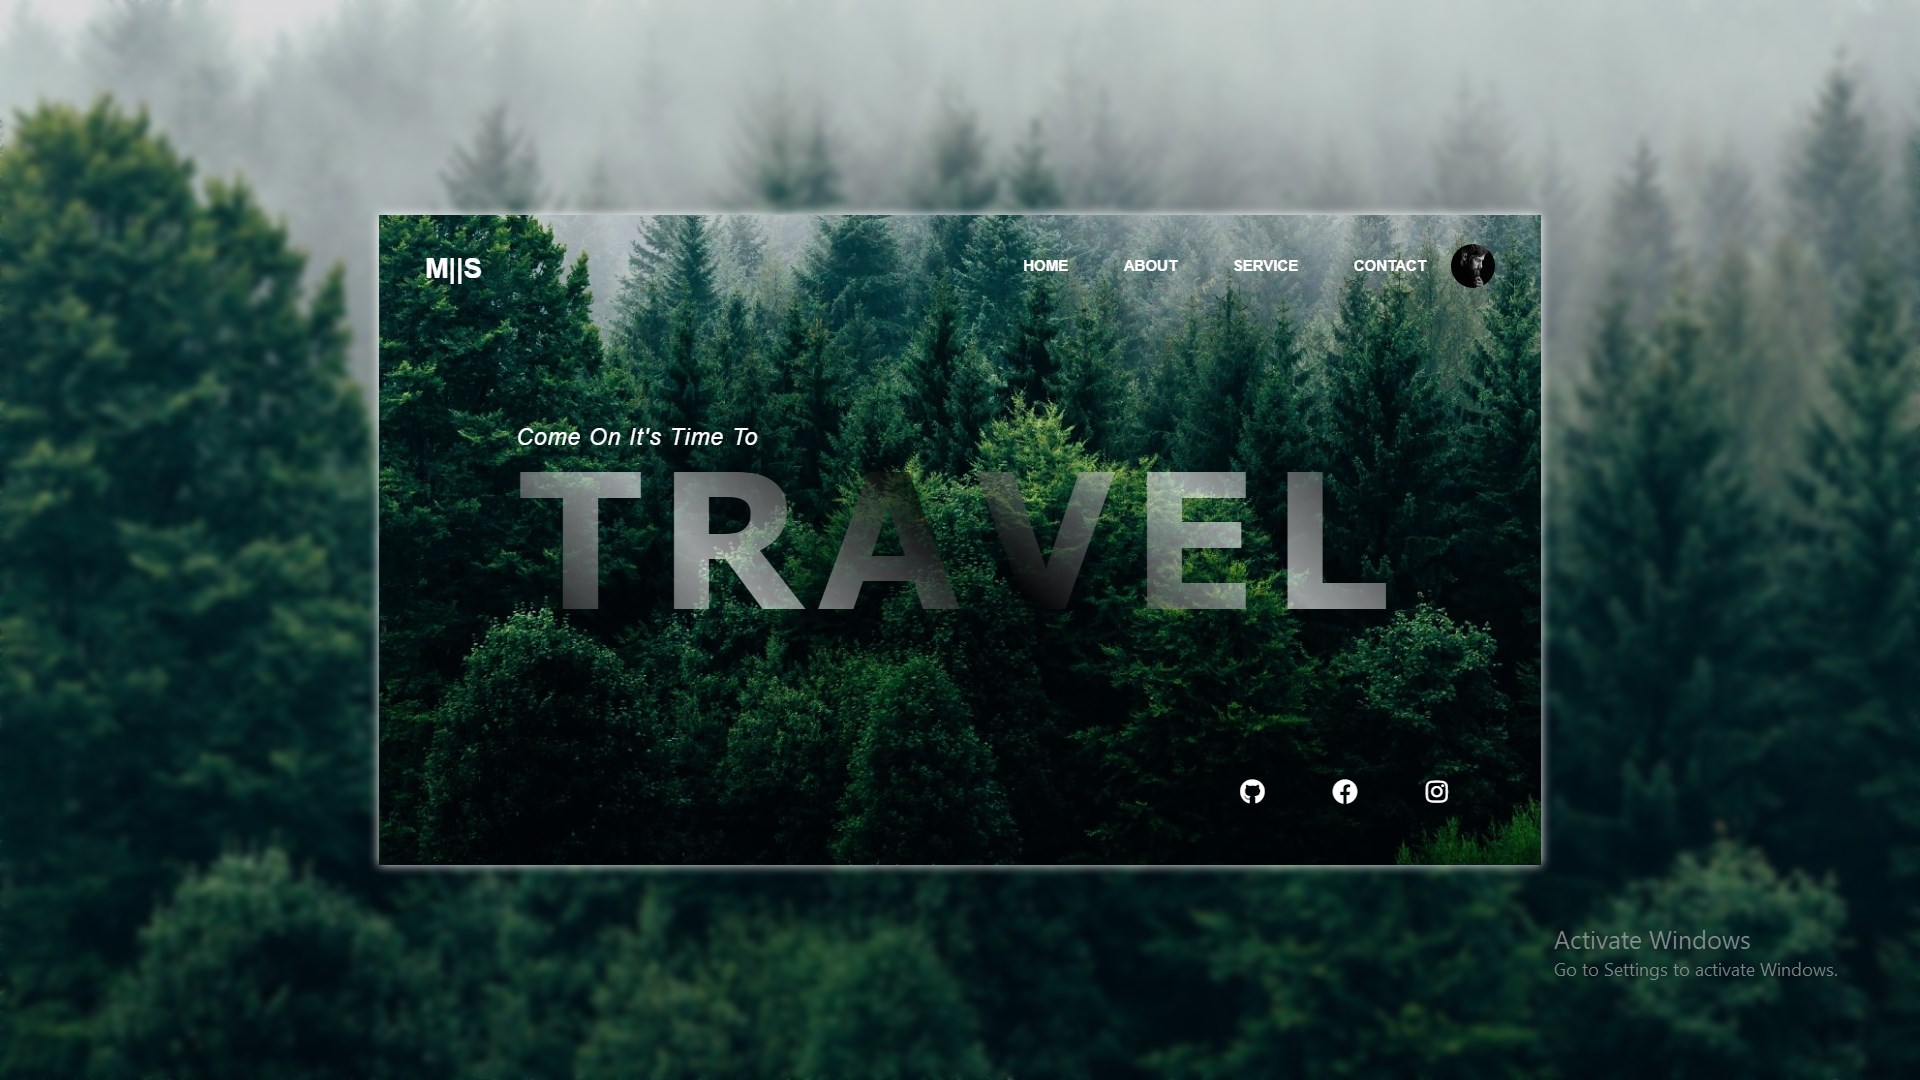 M||S
HOME
ABOUT
SERVICE
CONTACT
Come On It's Time To
TRAVEL
Activate Windows
Go to Settings to activate Windows.